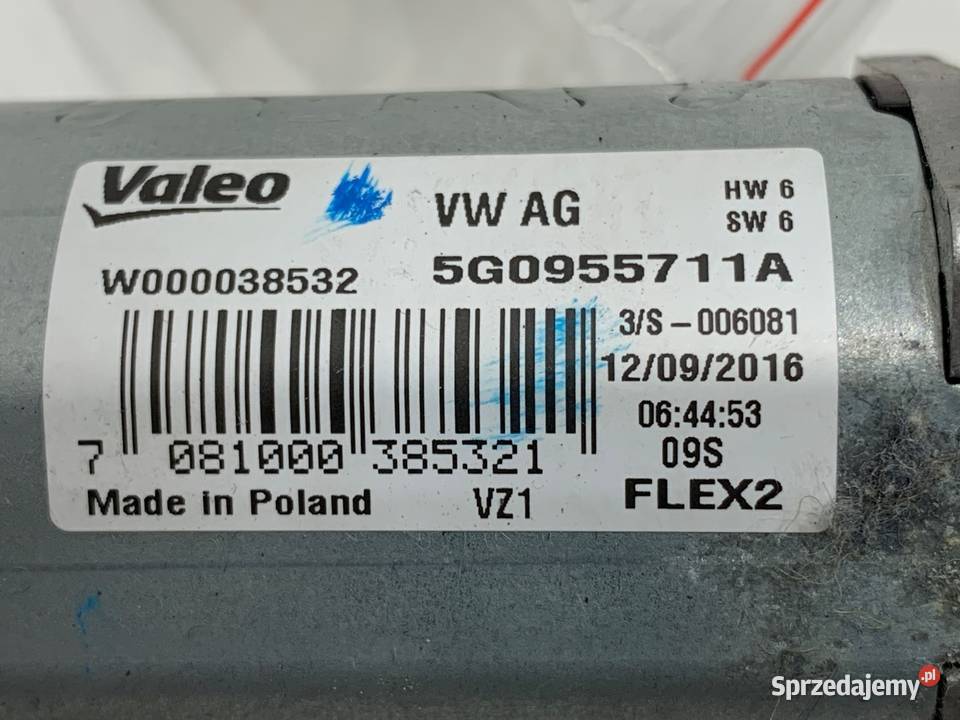 Valeo
VW AG
HW 6
SW 6
W000038532
5G0955711A
3/S-006081
12/09/2016
06:44:53
7 081000 385321
09S
Made in Poland
VZ1
FLEX2
Sprzedajemy.pl